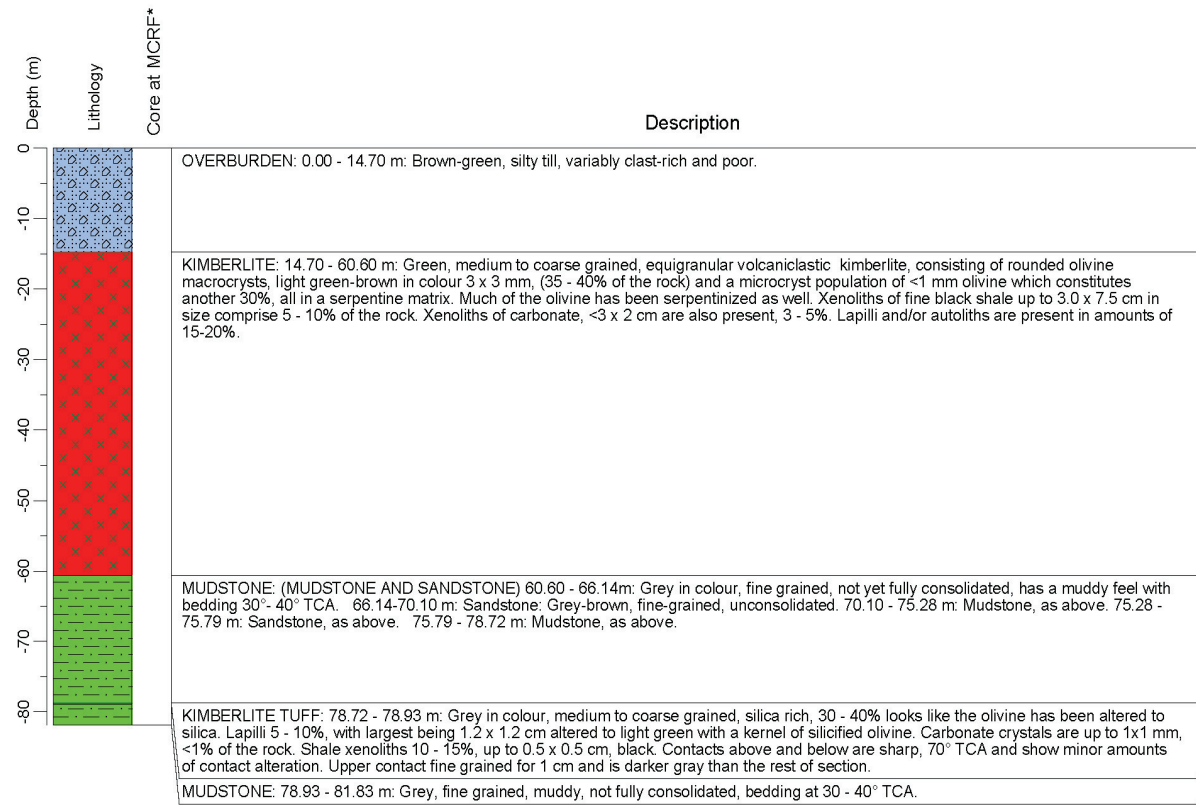 Depth (m)
Lithology
Core at MCRF*
Description
0
-10
-20
-30
-40
-50
-60
-70
-80
OVERBURDEN: 0.00 - 14.70 m: Brown-green, silty till, variably clast-rich and poor.
KIMBERLITE: 14.70 - 60.60 m: Green, medium to coarse grained, equigranular volcaniclastic kimberlite, consisting of rounded olivine
macrocrysts, light green-brown in colour 3 x 3 mm, (35 - 40% of the rock) and a microcryst population of <1 mm olivine which constitutes
another 30%, all in a serpentine matrix. Much of the olivine has been serpentinized as well. Xenoliths of fine black shale up to 3.0 x 7.5 cm in
size comprise 5 - 10% of the rock. Xenoliths of carbonate, <3 x 2 cm are also present, 3 - 5%. Lapilli and/or autoliths are present in amounts of
15-20%.
MUDSTONE: (MUDSTONE AND SANDSTONE) 60.60 - 66.14m: Grey in colour, fine grained, not yet fully consolidated, has a muddy feel with
bedding 30°- 40° TCA. 66.14-70.10 m: Sandstone: Grey-brown, fine-grained, unconsolidated. 70.10 - 75.28 m: Mudstone, as above. 75.28 -
75.79 m: Sandstone, as above. 75.79 - 78.72 m: Mudstone, as above.
KIMBERLITE TUFF: 78.72 - 78.93 m: Grey in colour, medium to coarse grained, silica rich, 30 - 40% looks like the olivine has been altered to
silica. Lapilli 5 - 10%, with largest being 1.2 x 1.2 cm altered to light green with a kernel of silicified olivine. Carbonate crystals are up to 1x1 mm,
<1% of the rock. Shale xenoliths 10 - 15%, up to 0.5 x 0.5 cm, black. Contacts above and below are sharp, 70° TCA and show minor amounts
of contact alteration. Upper contact fine grained for 1 cm and is darker gray than the rest of section.
MUDSTONE: 78.93 - 81.83 m: Grey, fine grained, muddy, not fully consolidated, bedding at 30 - 40° TCA.